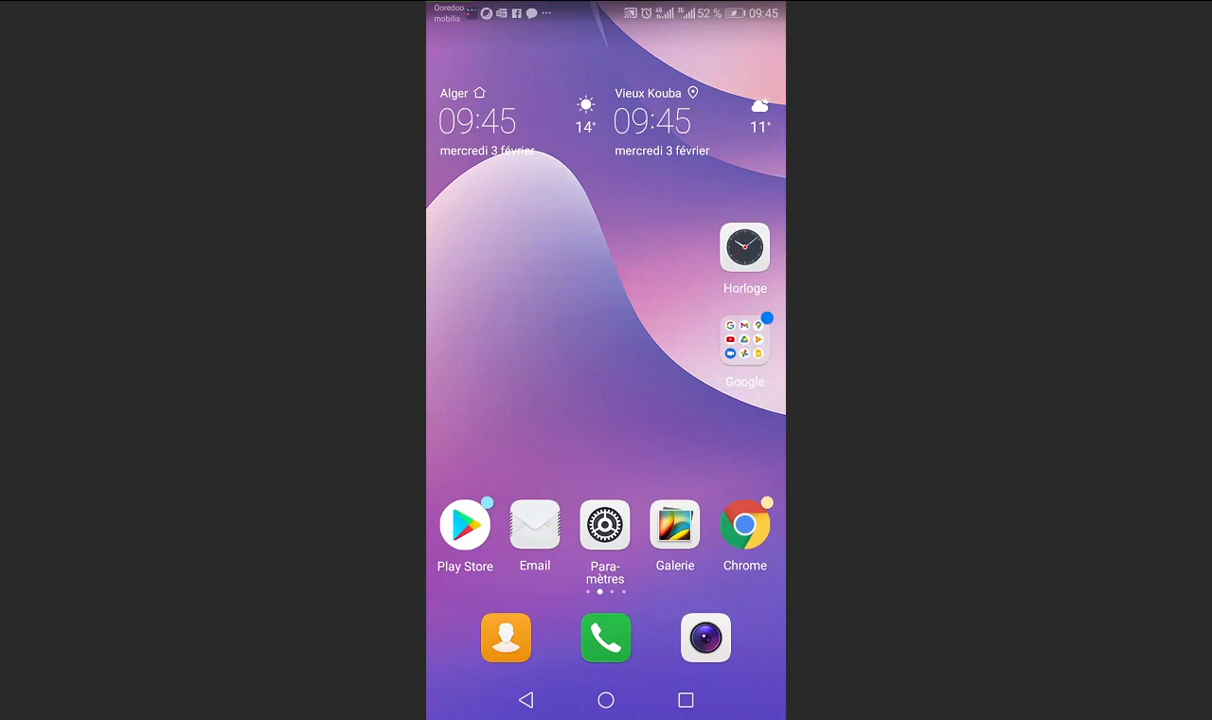 Ooredoo
mobilis
52 %
09:45
Alger
09:45
14°
mercredi 3 février
Vieux Kouba
09:45
11°
mercredi 3 février
Horloge
Google
Play Store
Email
Para-
mètres
Galerie
Chrome